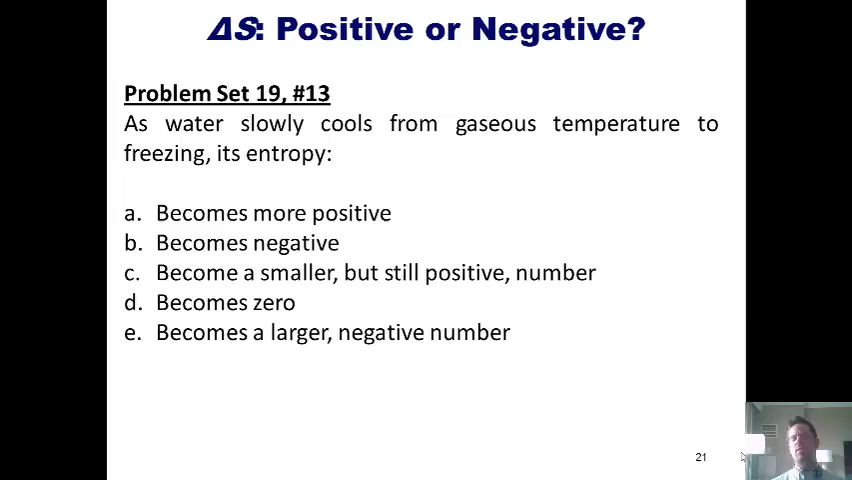 ΔS: Positive or Negative?
Problem Set 19, #13
As water slowly cools from gaseous temperature to
freezing, its entropy:
a. Becomes more positive
b. Becomes negative
c. Become a smaller, but still positive, number
d. Becomes zero
e. Becomes a larger, negative number
21